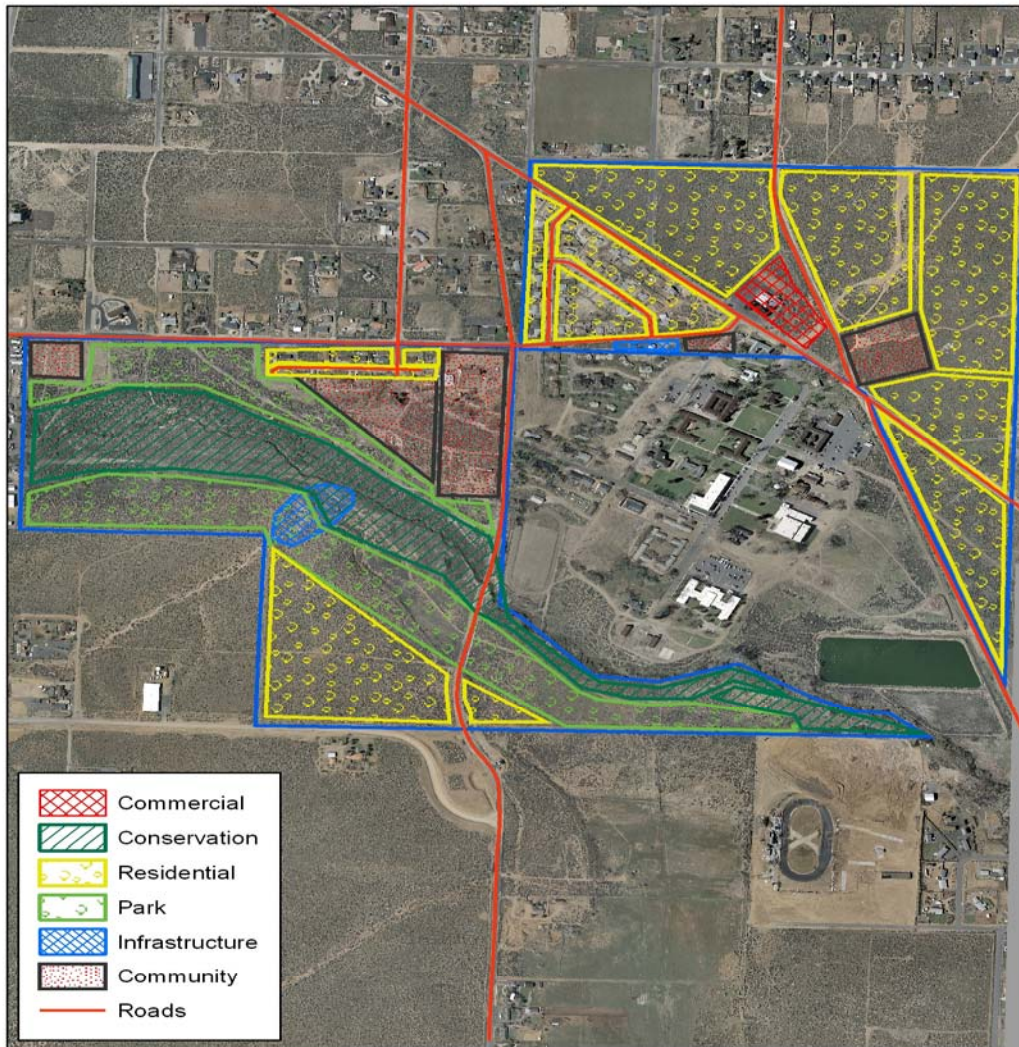 Commercial
Conservation
Residential
Park
Infrastructure
Community
Roads